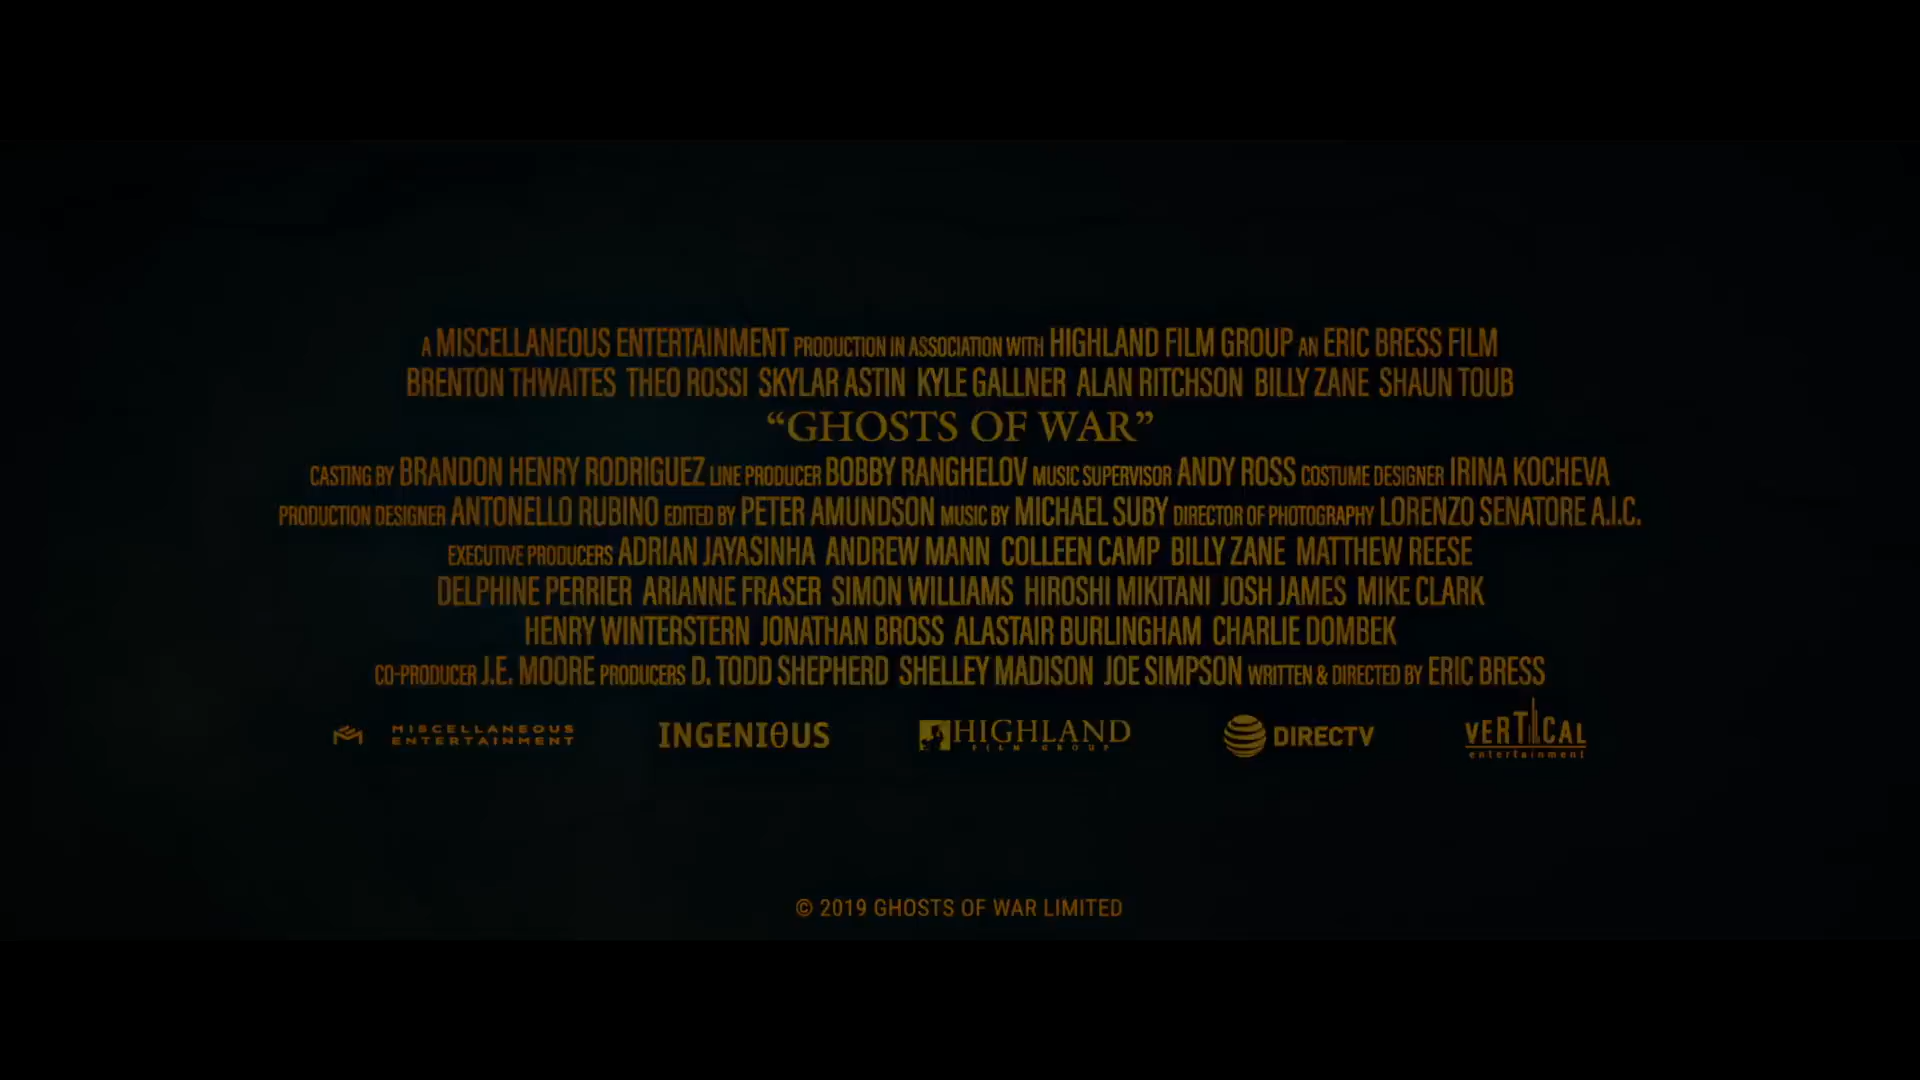 A MISCELLANEOUS ENTERTAINMENT PRODUCTION IN ASSOCIATION WITH HIGHLAND FILM GROUP AN ERIC BRESS FILM
BRENTON THWAITES THEO ROSSI SKYLAR ASTIN KYLE GALLNER ALAN RITCHSON BILLY ZANE SHAUN TOUB
“GHOSTS OF WAR”
CASTING BY BRANDON HENRY RODRIGUEZ LINE PRODUCER BOBBY RANGHELOV MUSIC SUPERVISOR ANDY ROSS COSTUME DESIGNER IRINA KOCHEVA
PRODUCTION DESIGNER ANTONELLO RUBINO EDITED BY PETER AMUNDSON MUSIC BY MICHAEL SUBY DIRECTOR OF PHOTOGRAPHY LORENZO SENATORE A.I.C.
EXECUTIVE PRODUCERS ADRIAN JAYASINHA ANDREW MANN COLLEEN CAMP BILLY ZANE MATTHEW REESE
DELPHINE PERRIER ARIANNE FRASER SIMON WILLIAMS HIROSHI MIKITANI JOSH JAMES MIKE CLARK
HENRY WINTERSTERN JONATHAN BROSS ALASTAIR BURLINGHAM CHARLIE DOMBEK
CO-PRODUCER J.E. MOORE PRODUCERS D. TODD SHEPHERD SHELLEY MADISON JOE SIMPSON WRITTEN & DIRECTED BY ERIC BRESS
MISCELLANEOUS ENTERTAINMENT INGENIOUS HIGHLAND FILM GROUP DIRECTV VERTICAL entertainment
© 2019 GHOSTS OF WAR LIMITED